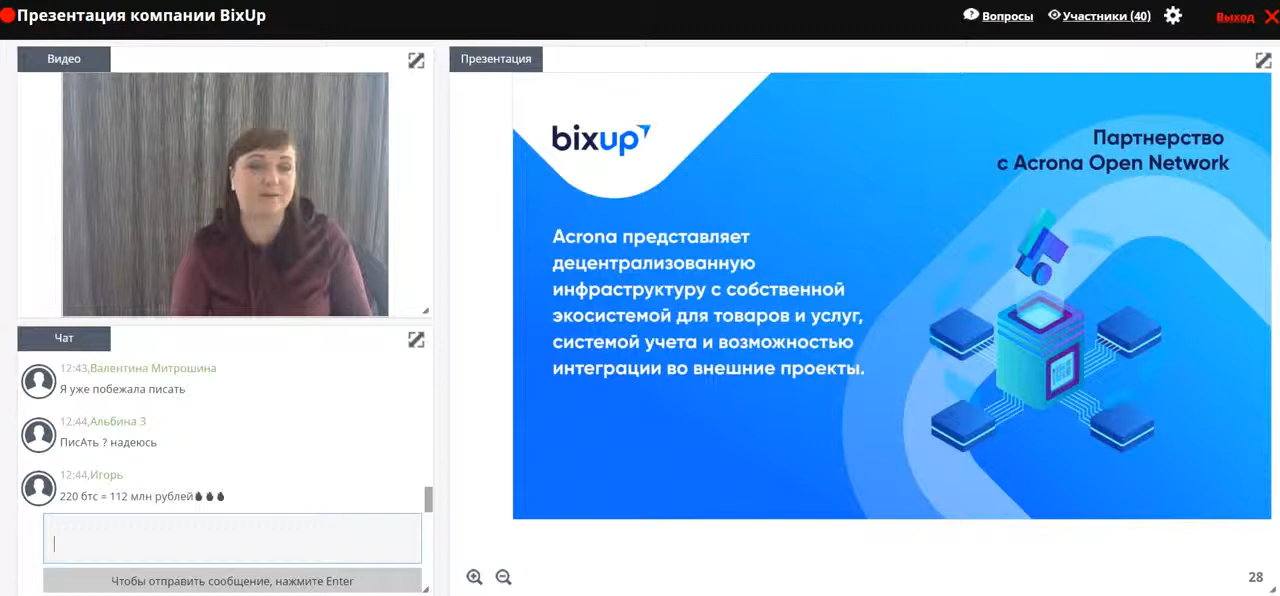 Презентация компании BixUp
Вопросы
Участники (40)
Выход
Видео
Чат
12:43,Валентина Митрошина
Я уже побежала писать
12:44,Альбина З
ПисАть ? надеюсь
12:44,Игорь
220 бтс = 112 млн рублей
Чтобы отправить сообщение, нажмите Enter
Презентация
bixup
Партнерство
с Acrona Open Network
Acrona представляет
децентрализованную
инфраструктуру с собственной
экосистемой для товаров и услуг,
системой учета и возможностью
интеграции во внешние проекты.
28